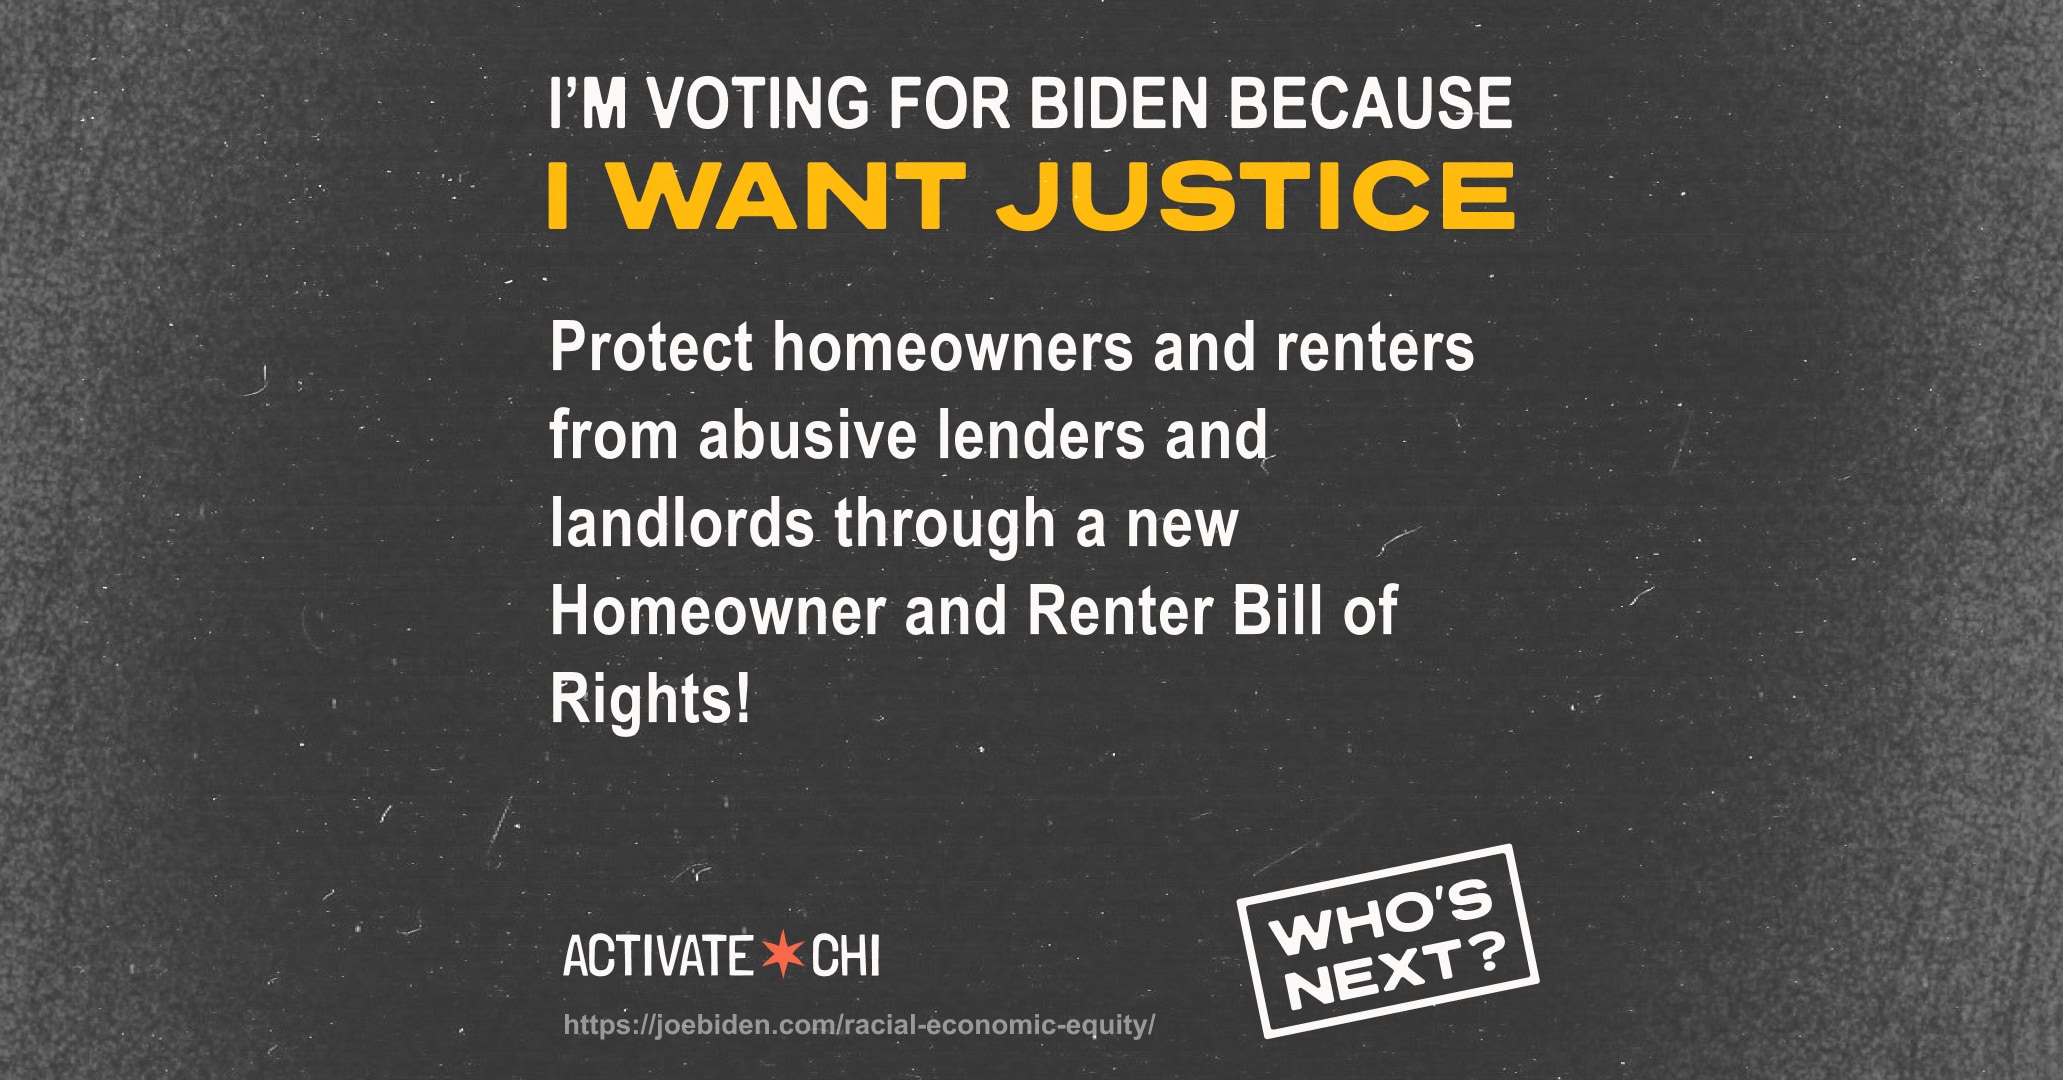 I'M VOTING FOR BIDEN BECAUSE
I WANT JUSTICE
Protect homeowners and renters
from abusive lenders and
landlords through a new
Homeowner and Renter Bill of
Rights!
ACTIVATE CHI
https://joebiden.com/racial-economic-equity/
WHO'S
NEXT?